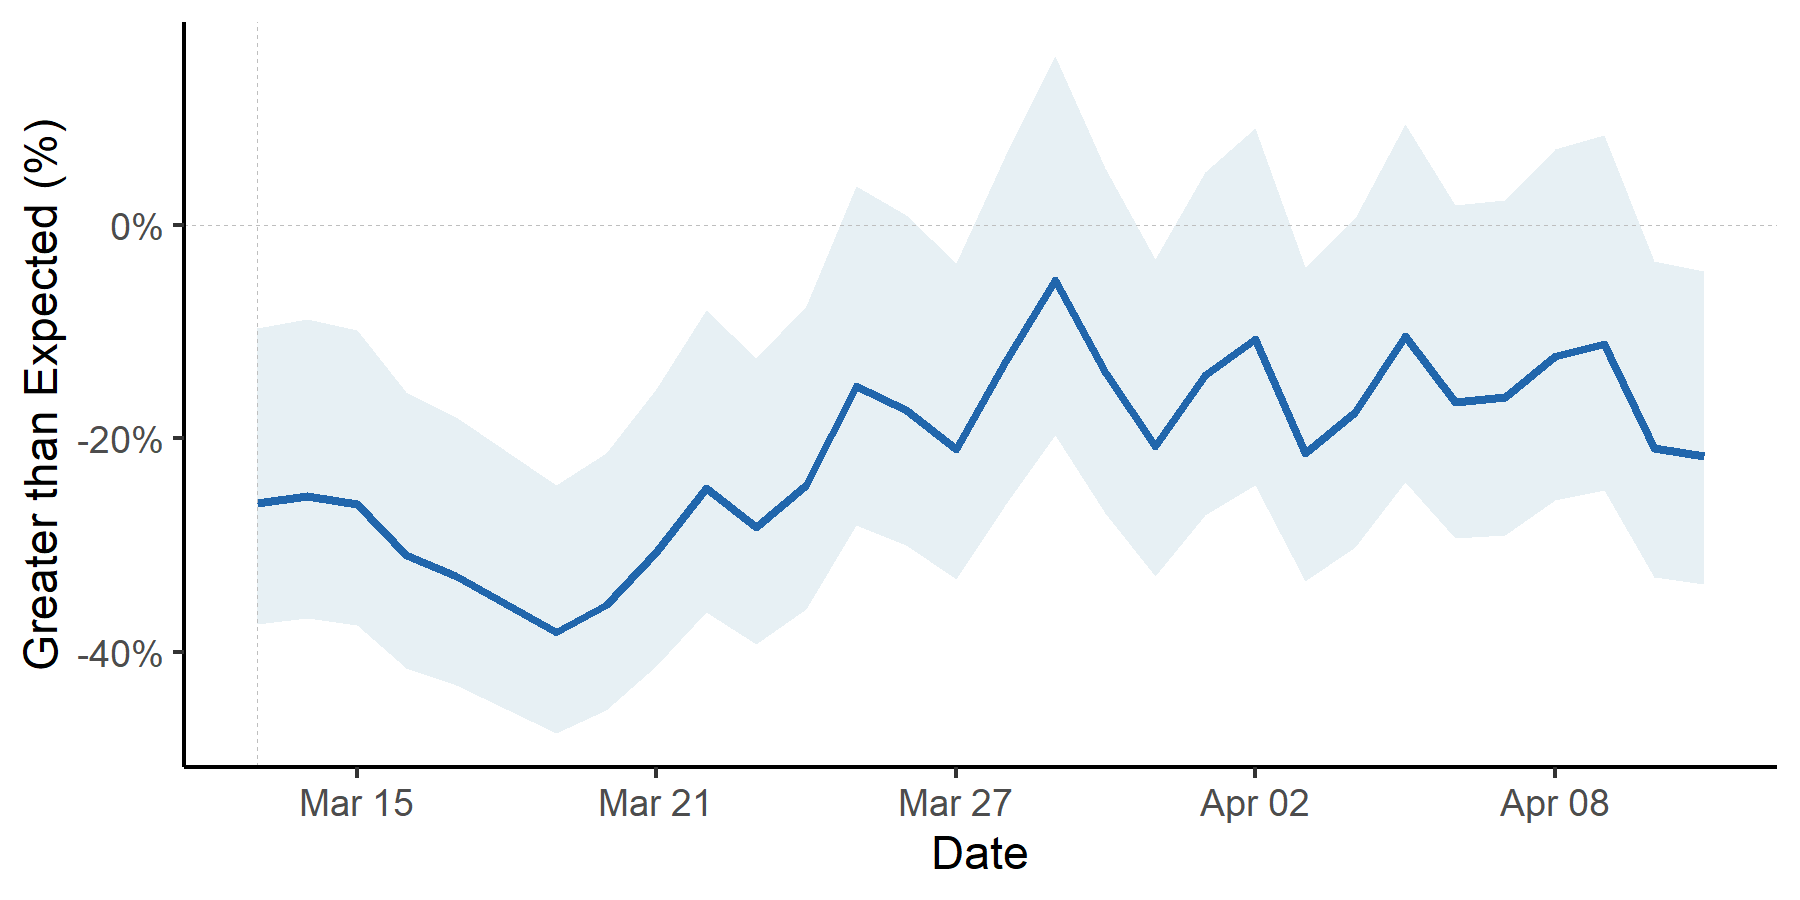 Greater than Expected (%)
0%
-20%
-40%
Mar 15
Mar 21
Mar 27
Apr 02
Apr 08
Date